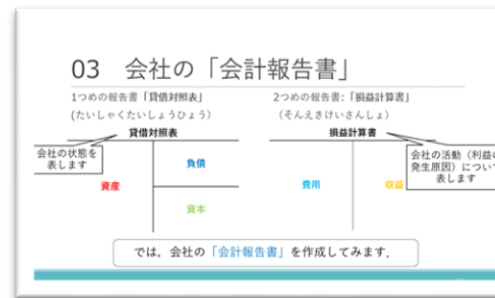 03 会社の「会計報告書」
1つめの報告書「貸借対照表」
(たいしゃくたいしょうひょう)
貸借対照表
会社の状態を
表します
資産
負債
資本
2つめの報告書:「損益計算書」
（そんえきけいさんしょ）
損益計算書
会社の活動（利益の
発生原因）につい
表します
費用
収益
では，会社の「会計報告書」を作成してみます．